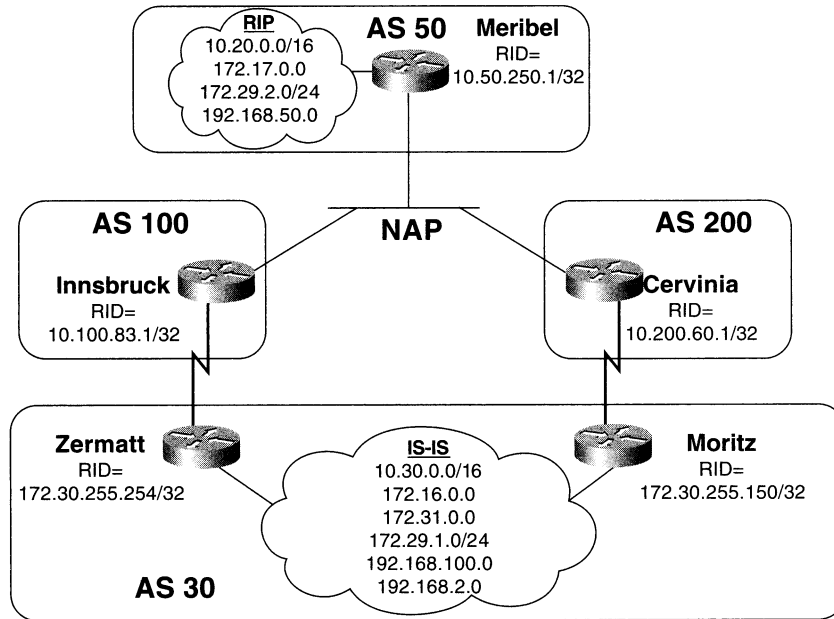 RIP
10.20.0.0/16
172.17.0.0
172.29.2.0/24
192.168.50.0
AS 50
Meribel
RID=
10.50.250.1/32
NAP
AS 100
Innsbruck
RID=
10.100.83.1/32
AS 200
Cervinia
RID=
10.200.60.1/32
Zermatt
RID=
172.30.255.254/32
IS-IS
10.30.0.0/16
172.16.0.0
172.31.0.0
172.29.1.0/24
192.168.100.0
192.168.2.0
Moritz
RID=
172.30.255.150/32
AS 30